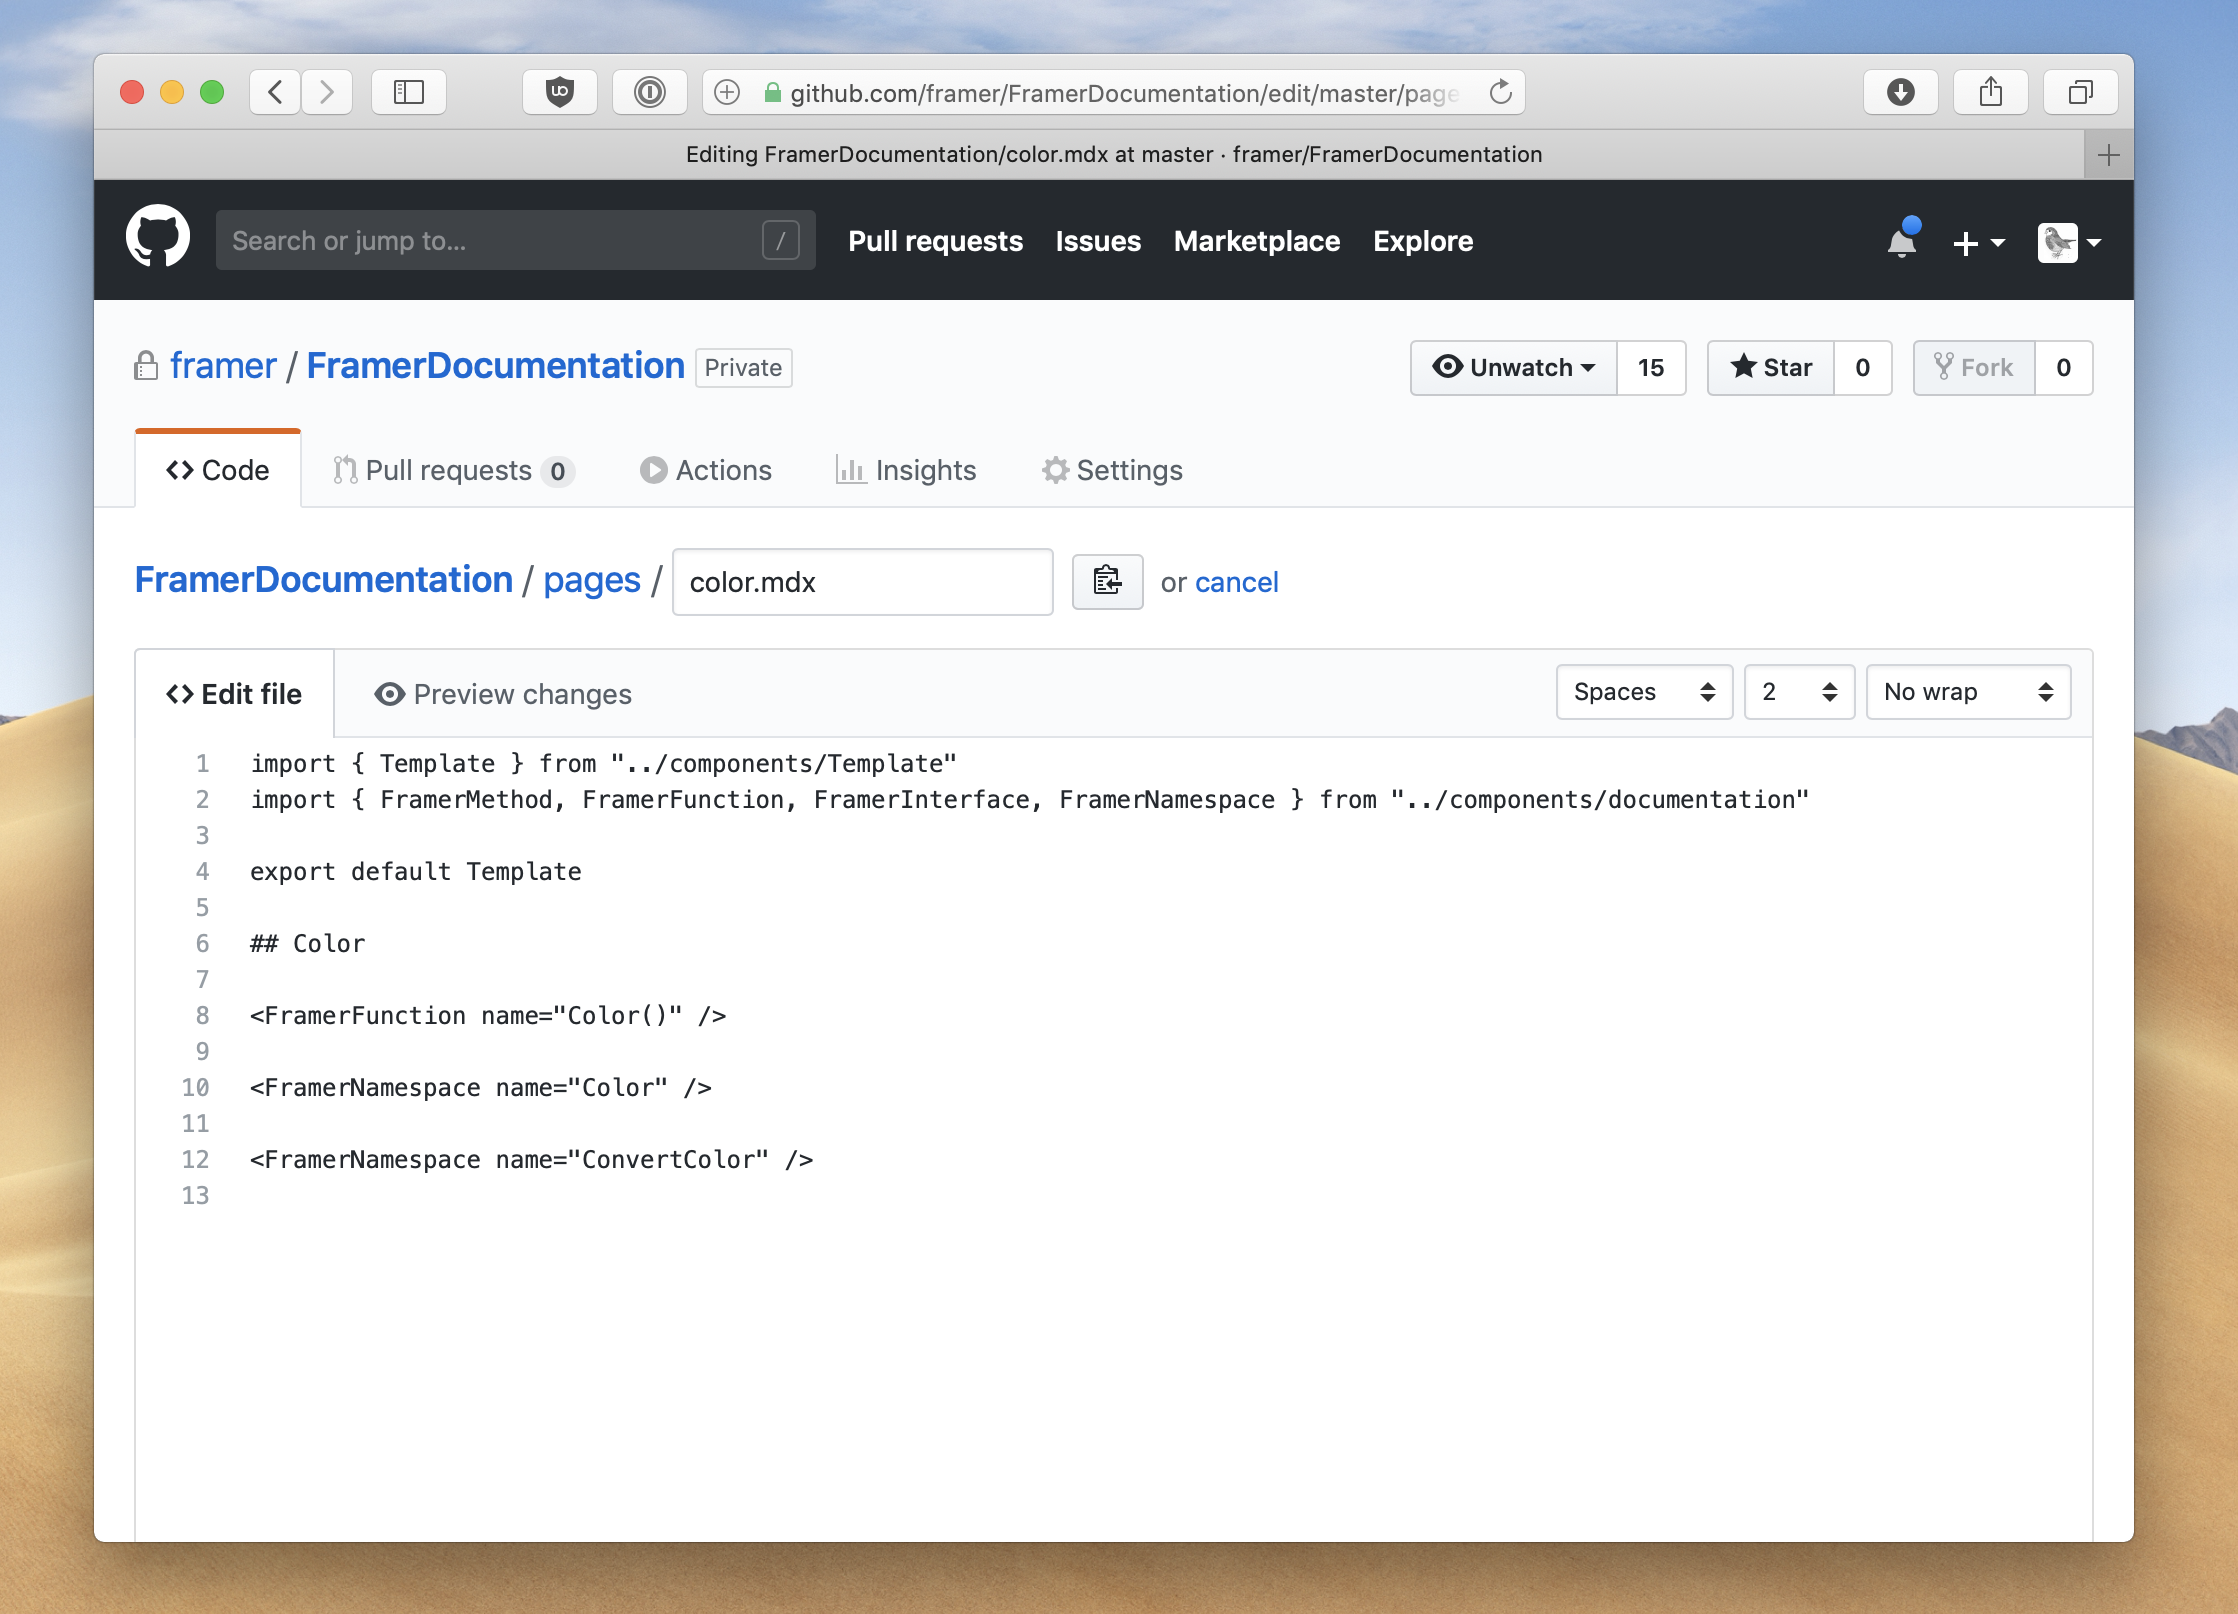 github.com/framer/FramerDocumentation/edit/master/page
Editing FramerDocumentation/color.mdx at master · framer/FramerDocumentation
Search or jump to... /
Pull requests Issues Marketplace Explore
framer / FramerDocumentation Private
Unwatch 15 Star 0 Fork 0
Code Pull requests 0 Actions Insights Settings
FramerDocumentation / pages / color.mdx or cancel
Edit file Preview changes Spaces 2 No wrap
1 import { Template } from "../components/Template"
2 import { FramerMethod, FramerFunction, FramerInterface, FramerNamespace } from "../components/documentation"
3
4 export default Template
5
6 ## Color
7
8 <FramerFunction name="Color()" />
9
10 <FramerNamespace name="Color" />
11
12 <FramerNamespace name="ConvertColor" />
13